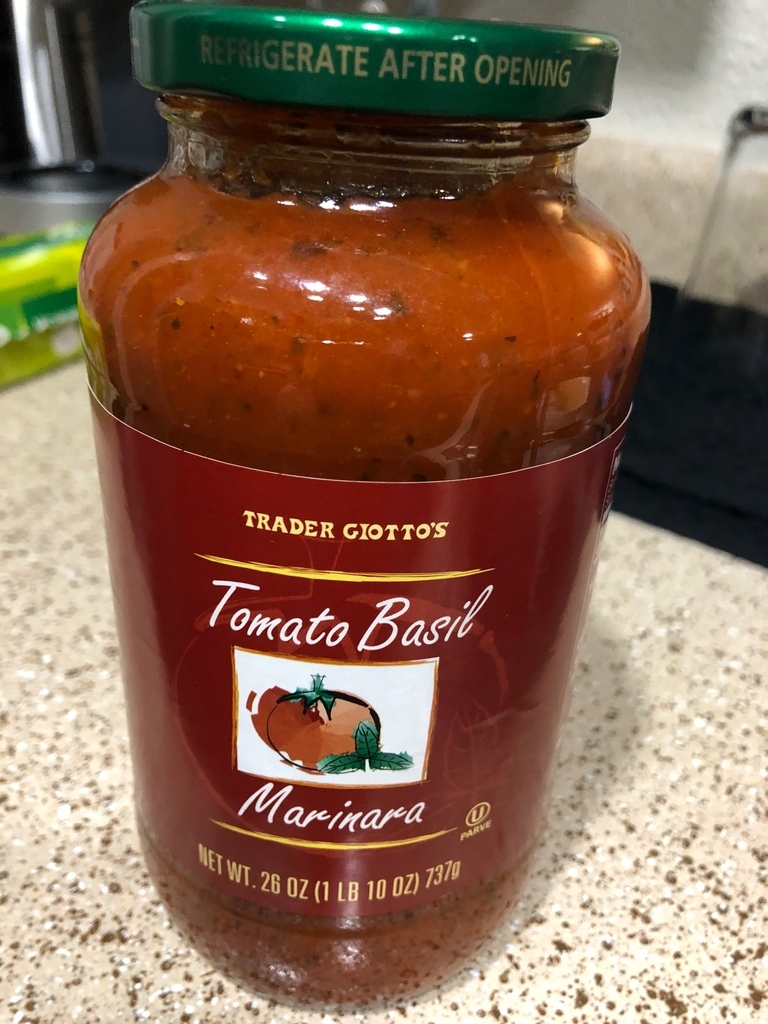 REFRIGERATE AFTER OPENING
TRADER GIOTTO'S
Tomato Basil
Marinara
U
PARVE
NET WT. 26 OZ (1 LB 10 OZ) 737g